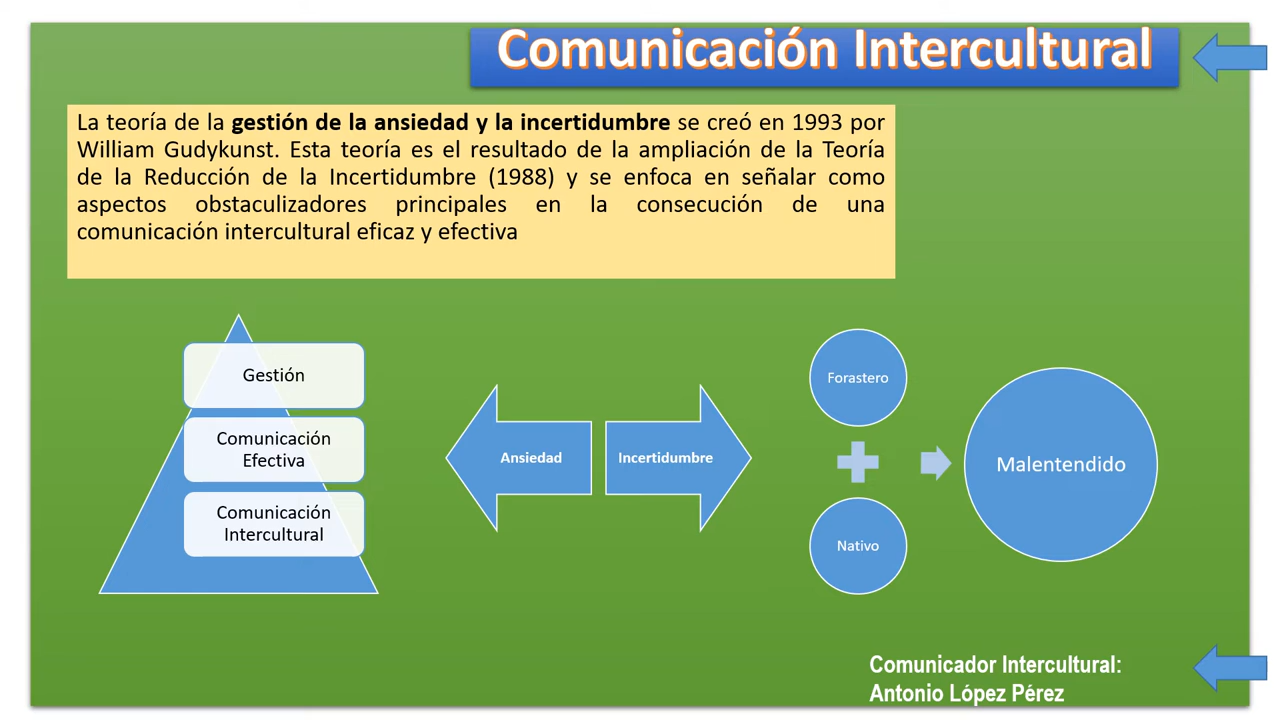 Comunicación Intercultural
La teoría de la gestión de la ansiedad y la incertidumbre se creó en 1993 por
William Gudykunst. Esta teoría es el resultado de la ampliación de la Teoría
de la Reducción de la Incertidumbre (1988) y se enfoca en señalar como
aspectos obstaculizadores principales en la consecución de una
comunicación intercultural eficaz y efectiva
Gestión
Comunicación
Efectiva
Comunicación
Intercultural
Ansiedad
Incertidumbre
Forastero
Nativo
Malentendido
Comunicador Intercultural:
Antonio López Pérez